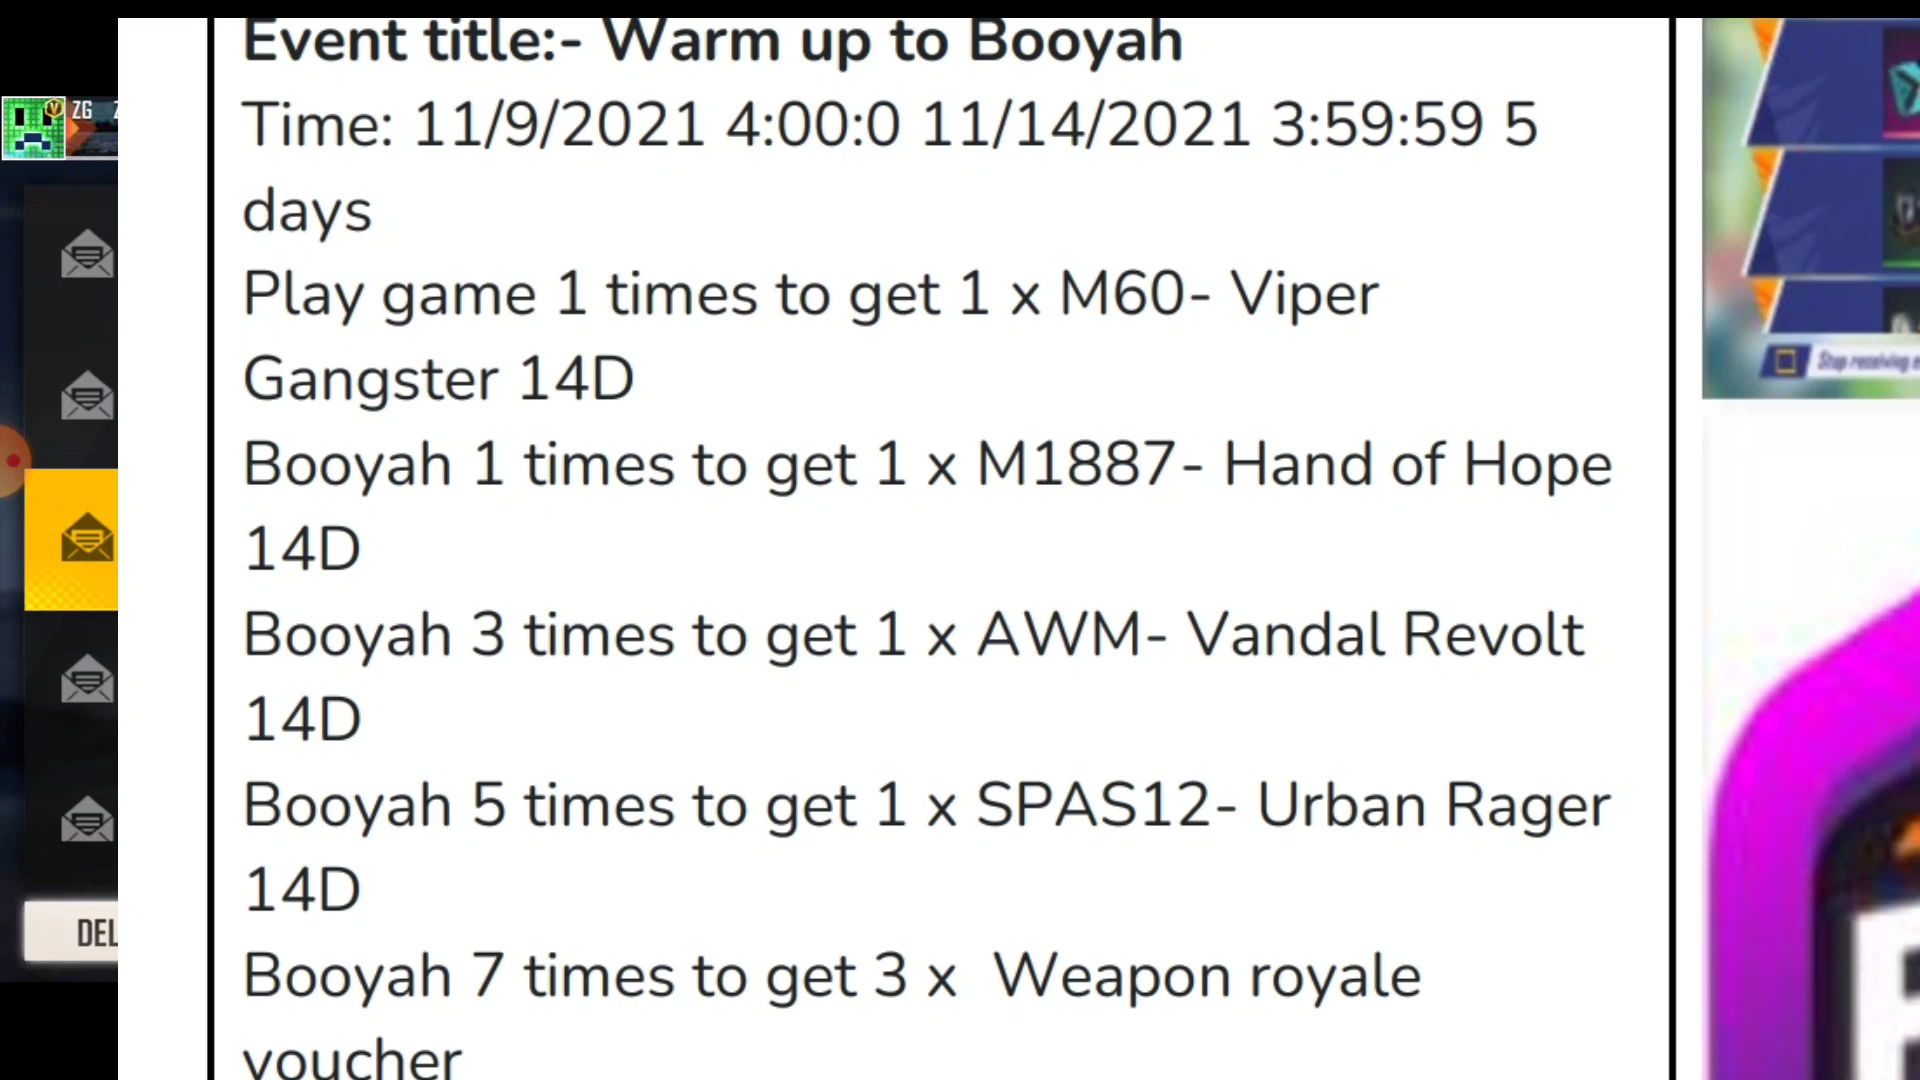 Event title:- Warm up to Booyah
Time: 11/9/2021 4:00:0 11/14/2021 3:59:59 5
days
Play game 1 times to get 1 x M60- Viper
Gangster 14D
Booyah 1 times to get 1 x M1887- Hand of Hope
14D
Booyah 3 times to get 1 x AWM- Vandal Revolt
14D
Booyah 5 times to get 1 x SPAS12- Urban Rager
14D
Booyah 7 times to get 3 x  Weapon royale
voucher
ZG
DEL
Stop receiving